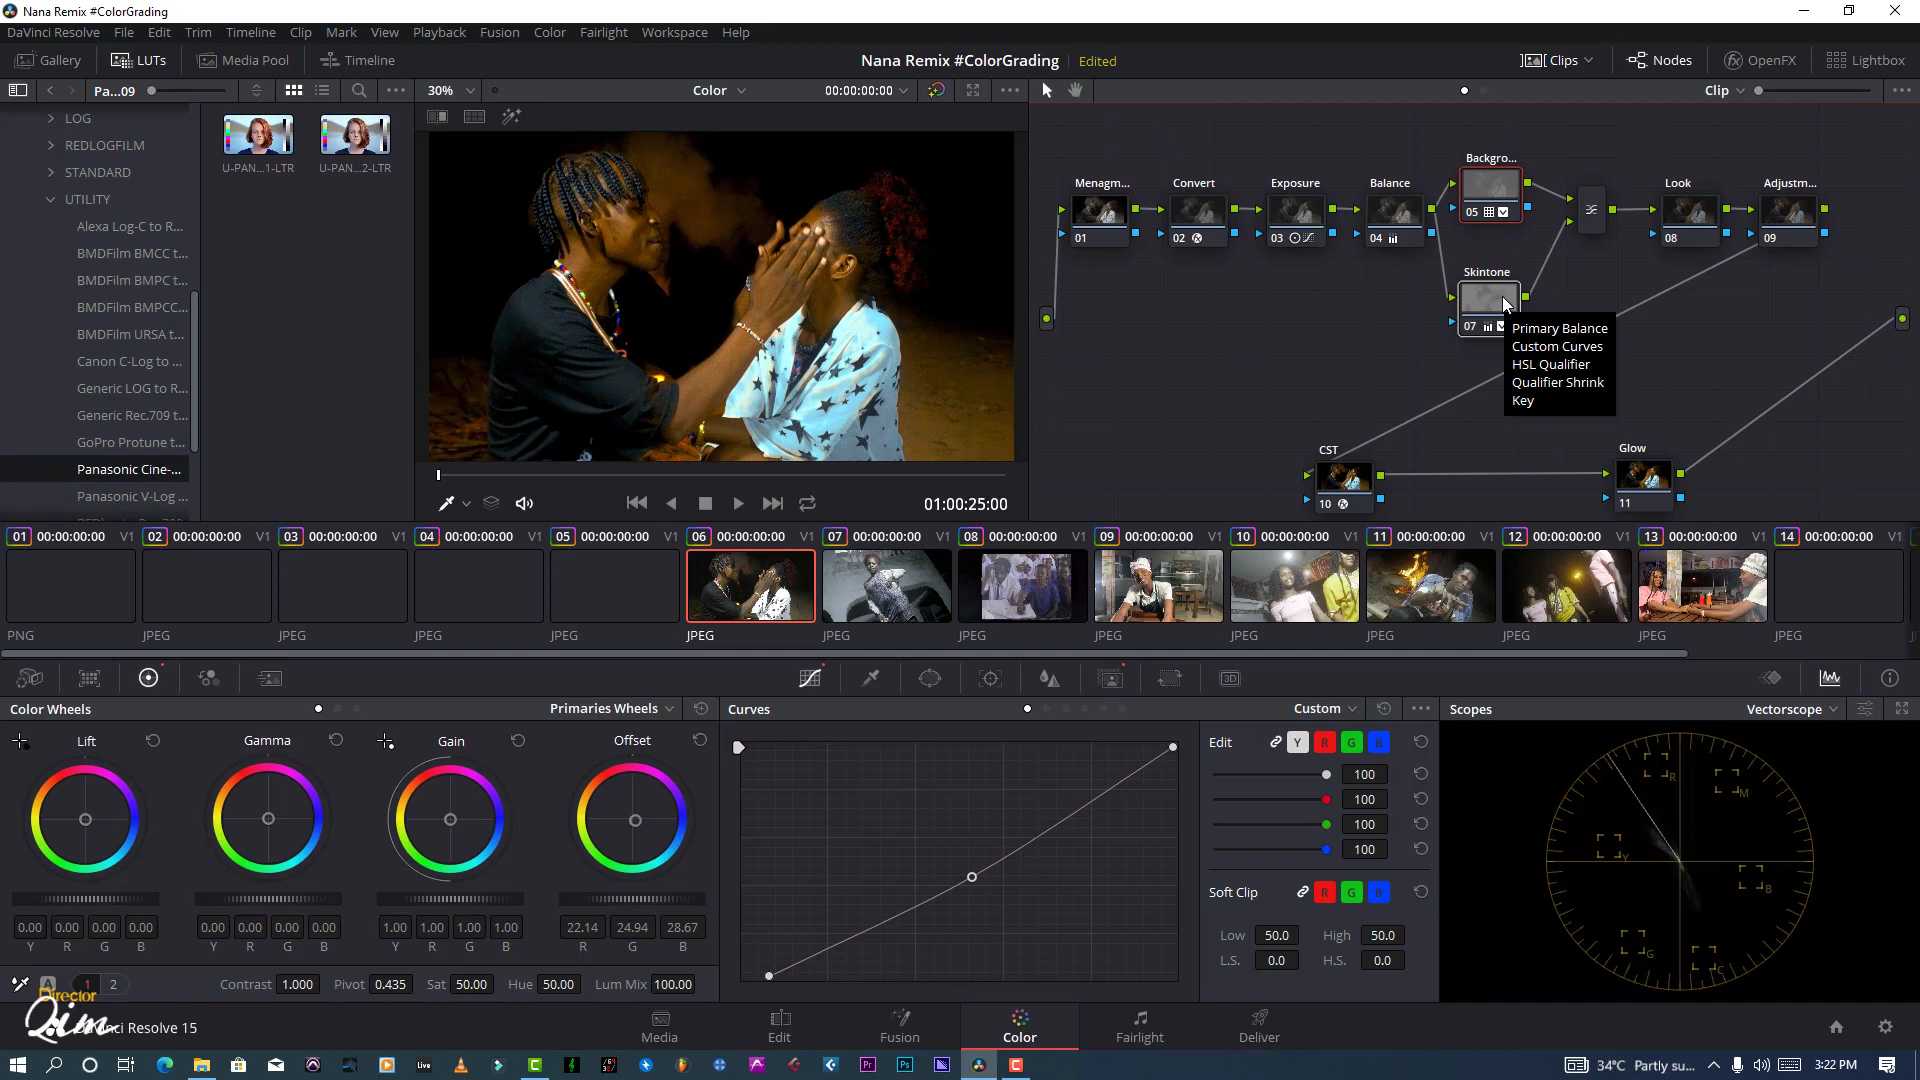 Nana Remix #ColorGrading
DaVinci Resolve File Edit Trim Timeline Clip Mark View Playback Fusion Color Fairlight Workspace Help
Gallery LUTs Media Pool Timeline Nana Remix #ColorGrading Edited Clips Nodes OpenFX Lightbox
Pa...09 30% Color 00:00:00:00 Clip
LOG
REDLOGFILM
STANDARD
UTILITY
Alexa Log-C to R...
BMDFilm BMCC t...
BMDFilm BMPC t...
BMDFilm BMPCC...
BMDFilm URSA t...
Canon C-Log to ...
Generic LOG to R...
Generic Rec.709 t...
GoPro Protune t...
Panasonic Cine-...
Panasonic V-Log ...
U-PAN...1-LTR U-PAN...2-LTR
01:00:25:00
Menagm... Convert Exposure Balance Backgro... Look Adjustm...
01 02 03 04 05 08 09
Skintone
07
Primary Balance
Custom Curves
HSL Qualifier
Qualifier Shrink
Key
CST Glow
10 11
01 00:00:00:00 V1 02 00:00:00:00 V1 03 00:00:00:00 V1 04 00:00:00:00 V1 05 00:00:00:00 V1 06 00:00:00:00 V1 07 00:00:00:00 V1 08 00:00:00:00 V1 09 00:00:00:00 V1 10 00:00:00:00 V1 11 00:00:00:00 V1 12 00:00:00:00 V1 13 00:00:00:00 V1 14 00:00:00:00 V1
PNG JPEG JPEG JPEG JPEG JPEG JPEG JPEG JPEG JPEG JPEG JPEG JPEG JPEG
3D
Color Wheels Primaries Wheels Curves Custom Scopes Vectorscope
Lift Gamma Gain Offset
0.00 0.00 0.00 0.00 0.00 0.00 0.00 0.00 1.00 1.00 1.00 1.00 22.14 24.94 28.67
Y R G B Y R G B Y R G B R G B
A 1 2 Contrast 1.000 Pivot 0.435 Sat 50.00 Hue 50.00 Lum Mix 100.00
Edit Y R G B
100
100
100
100
Soft Clip R G B
Low 50.0 High 50.0
L.S. 0.0 H.S. 0.0
R
M
Y
B
G
C
Director
Qim
DaVinci Resolve 15
Media Edit Fusion Color Fairlight Deliver
Live Pr Ps C
34°C Partly su... 3:22 PM